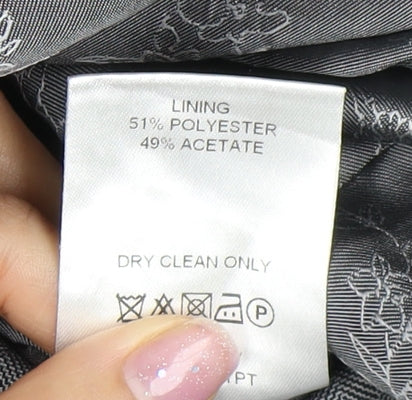 LINING
51% POLYESTER
49% ACETATE
DRY CLEAN ONLY
P